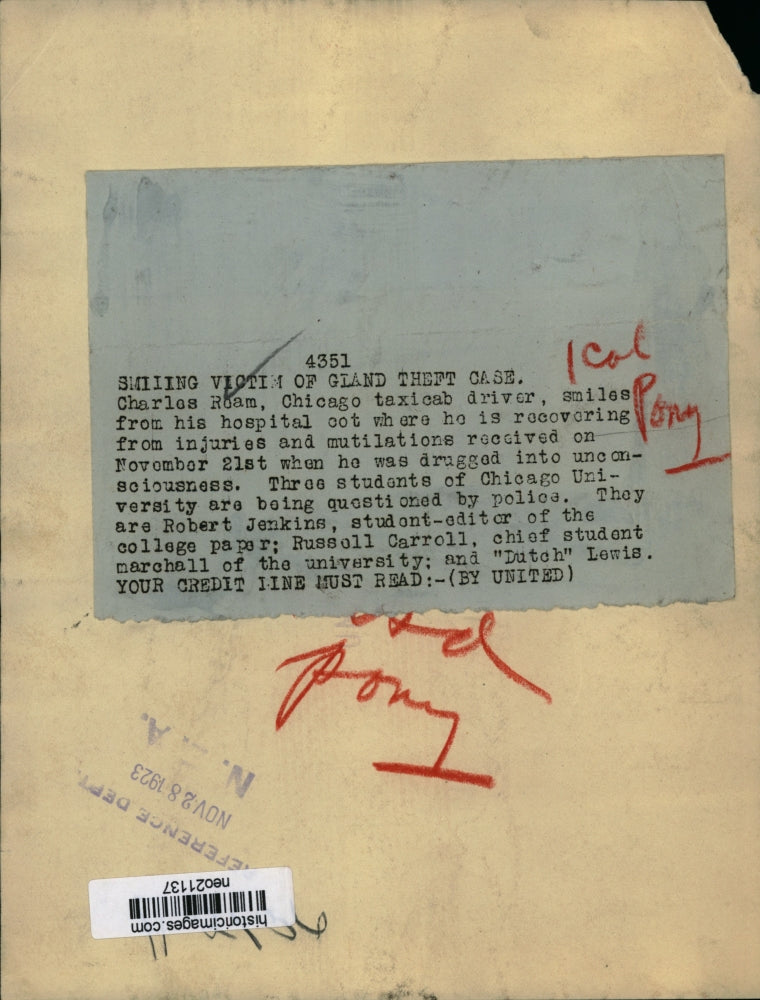 4351
SMIIING VICTIM OF GIAND THEFT CASE.
Charles Ream, Chicago taxicab driver, smiles
from his hospital cot where he is recovering
from injuries and mutilations received on
November 21st when he was drugged into uncon-
sciousness. Three students of Chicago Uni-
versity are being questioned by police. They
are Robert Jenkins, student-editor of the
college paper; Russell Carroll, chief student
marchall of the university; and "Dutch" Lewis.
YOUR CREDIT LINE MUST READ:-(BY UNITED)
1 Col
Pony
Pony
N. A.
NOV 28 1923
REFERENCE DEPT.
neo21137
historicimages.com